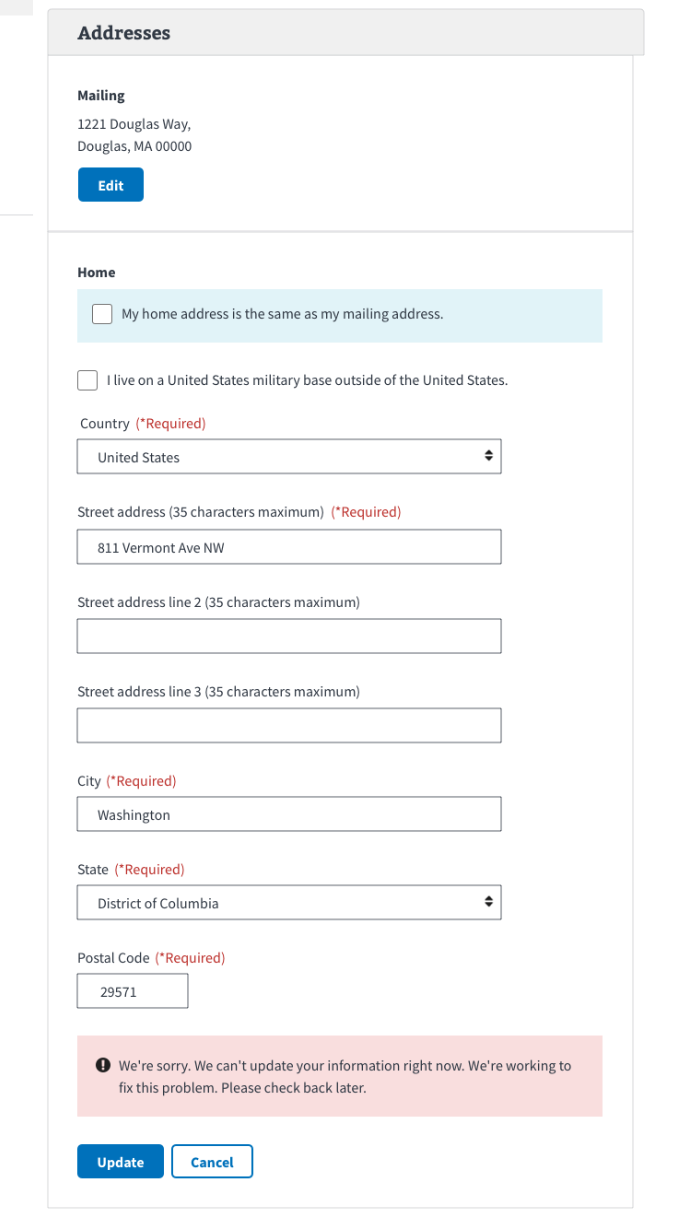 Addresses
Mailing
1221 Douglas Way,
Douglas, MA 00000
Edit
Home
My home address is the same as my mailing address.
I live on a United States military base outside of the United States.
Country (*Required)
United States
Street address (35 characters maximum) (*Required)
811 Vermont Ave NW
Street address line 2 (35 characters maximum)
Street address line 3 (35 characters maximum)
City (*Required)
Washington
State (*Required)
District of Columbia
Postal Code (*Required)
29571
We're sorry. We can't update your information right now. We're working to
fix this problem. Please check back later.
Update Cancel